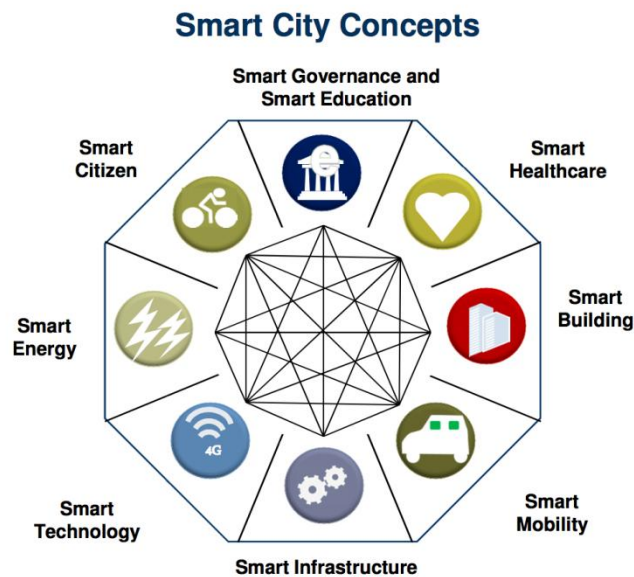 Smart City Concepts
Smart Governance and
Smart Education
Smart
Citizen
Smart
Healthcare
e
Smart
Energy
Smart
Building
4G
Smart
Technology
Smart
Mobility
Smart Infrastructure